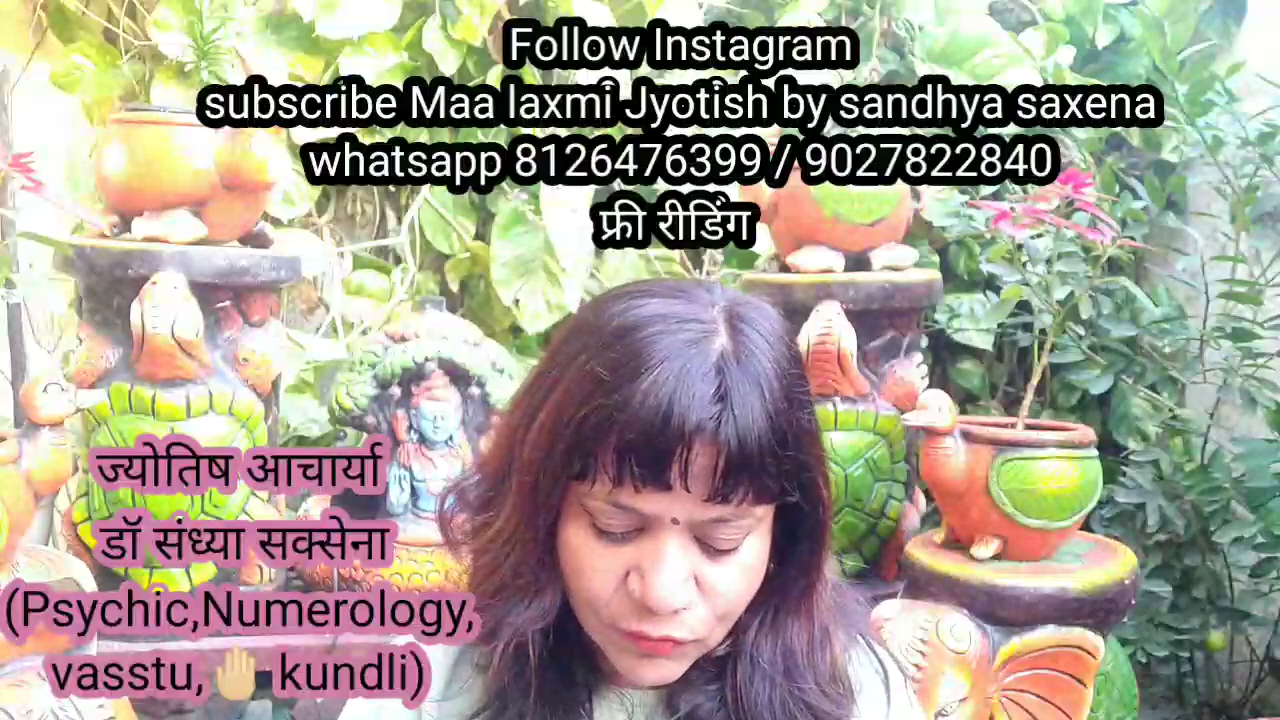 Follow Instagram
subscribe Maa laxmi Jyotish by sandhya saxena
whatsapp 8126476399 / 9027822840
फ्री रीडिंग
ज्योतिष आचार्या
डॉ संध्या सक्सेना
(Psychic,Numerology,
vasstu,🤚 kundli)